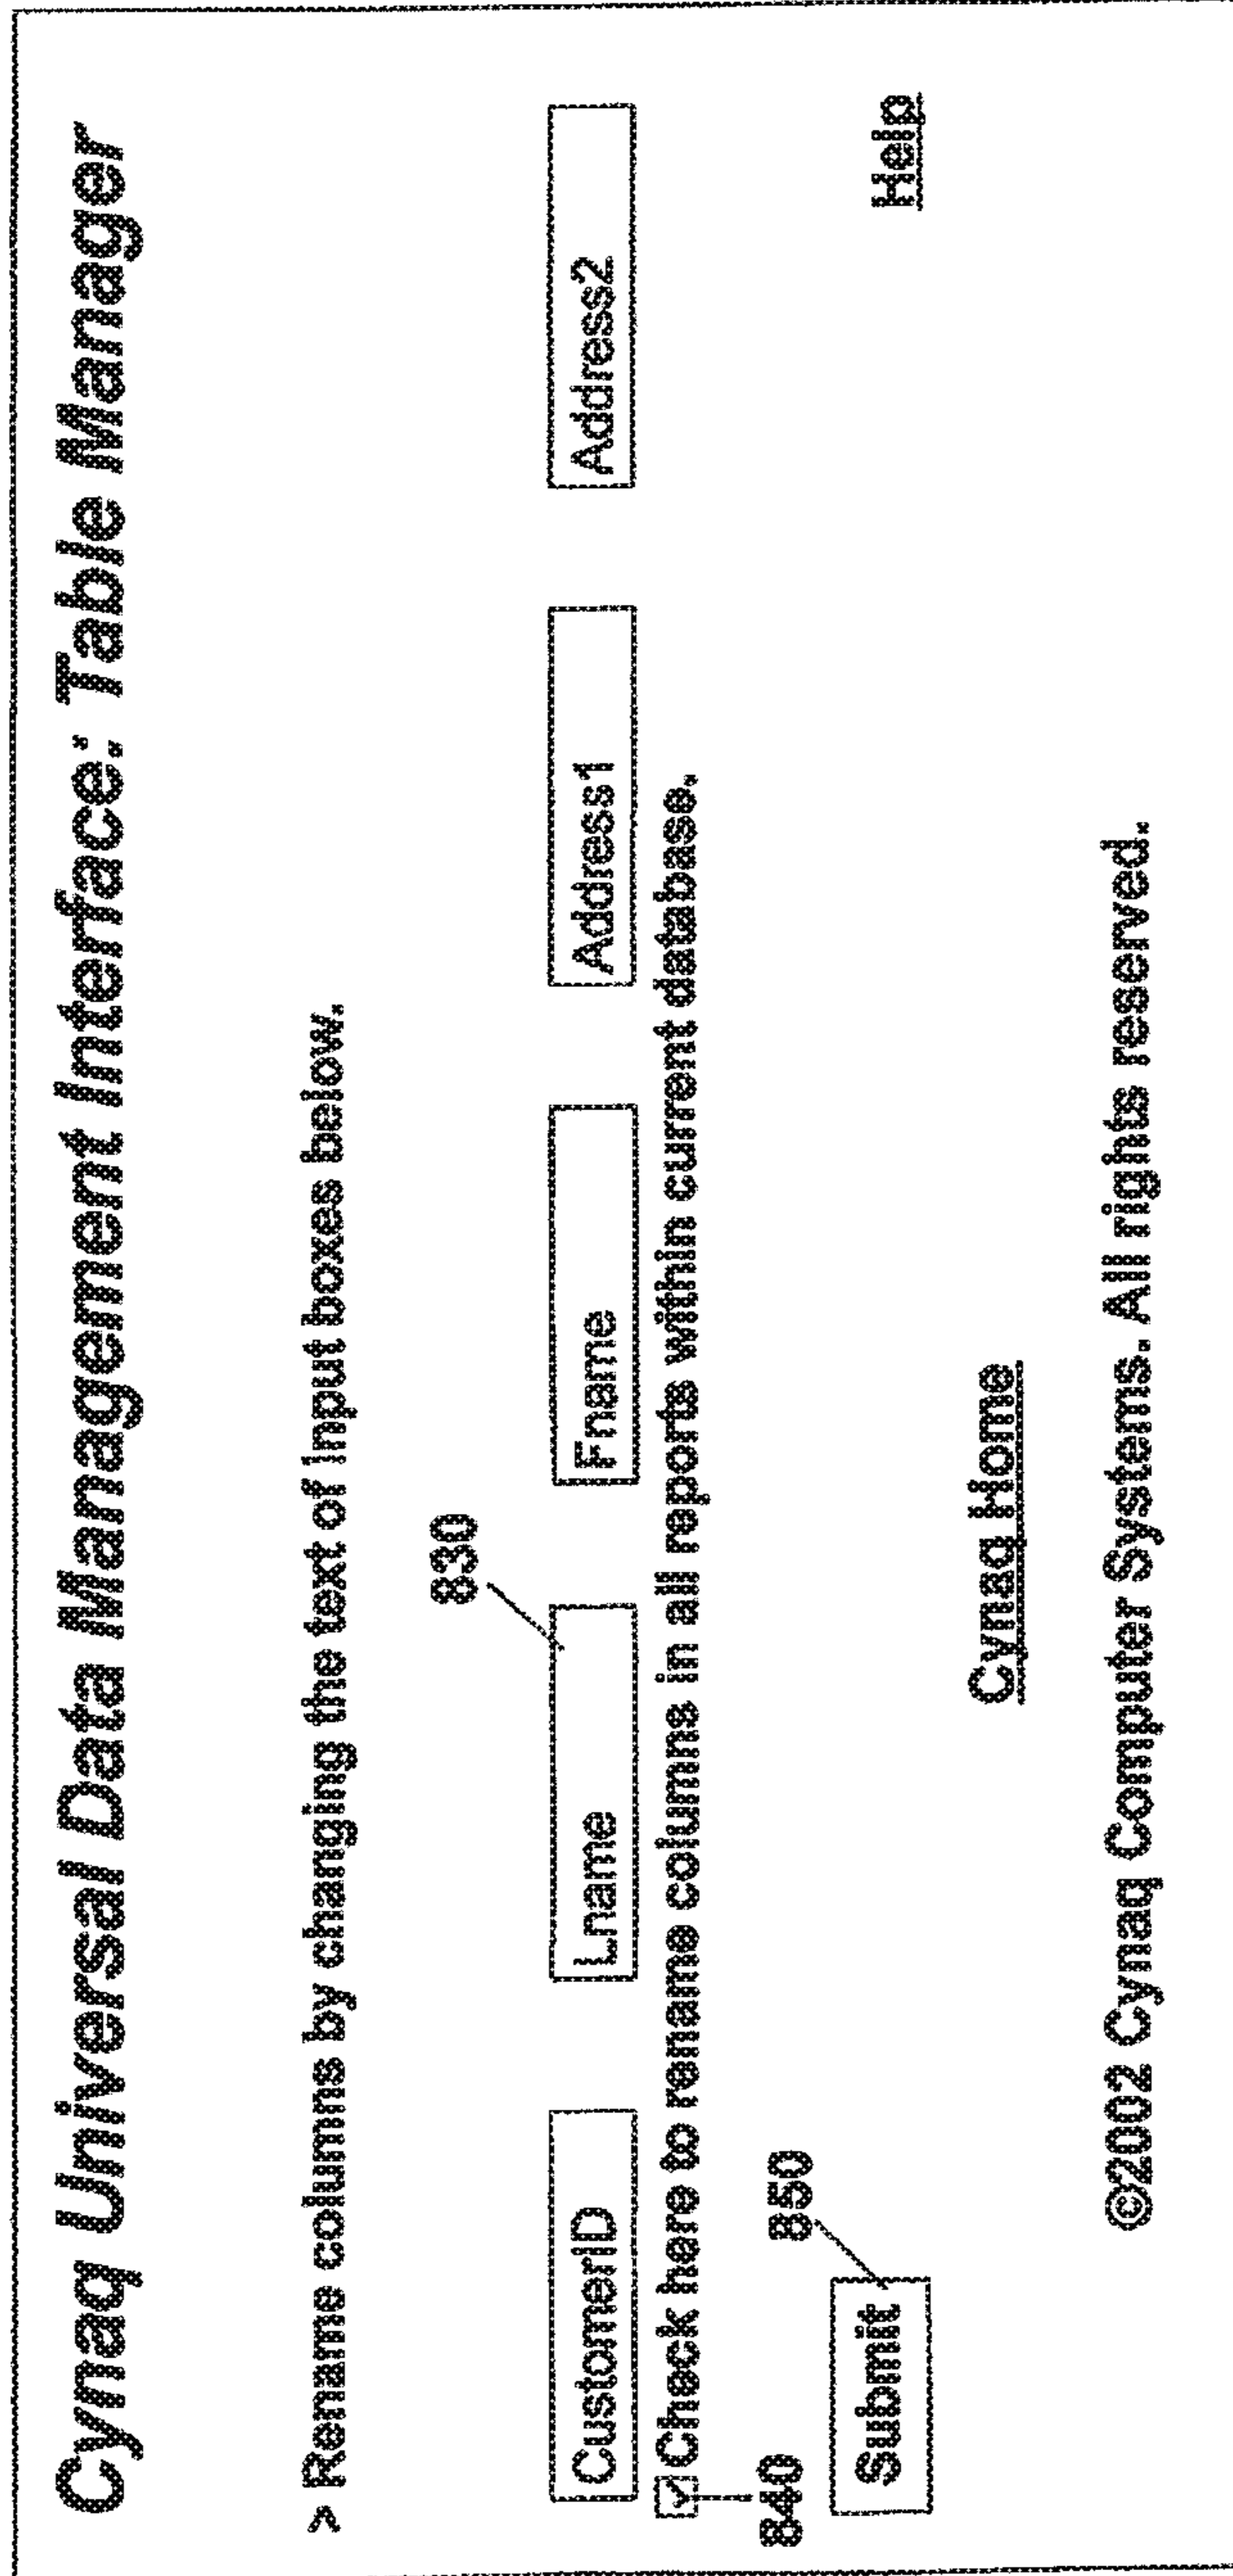 Cynaq Universal Data Management Interface: Table Manager
> Rename columns by changing the text of input boxes below.
830
CustomerID Lname Fname Address1 Address2
Check here to rename columns in all reports within current database.
840 850
Submit Help
Cynaq Home
©2002 Cynaq Computer Systems. All rights reserved.